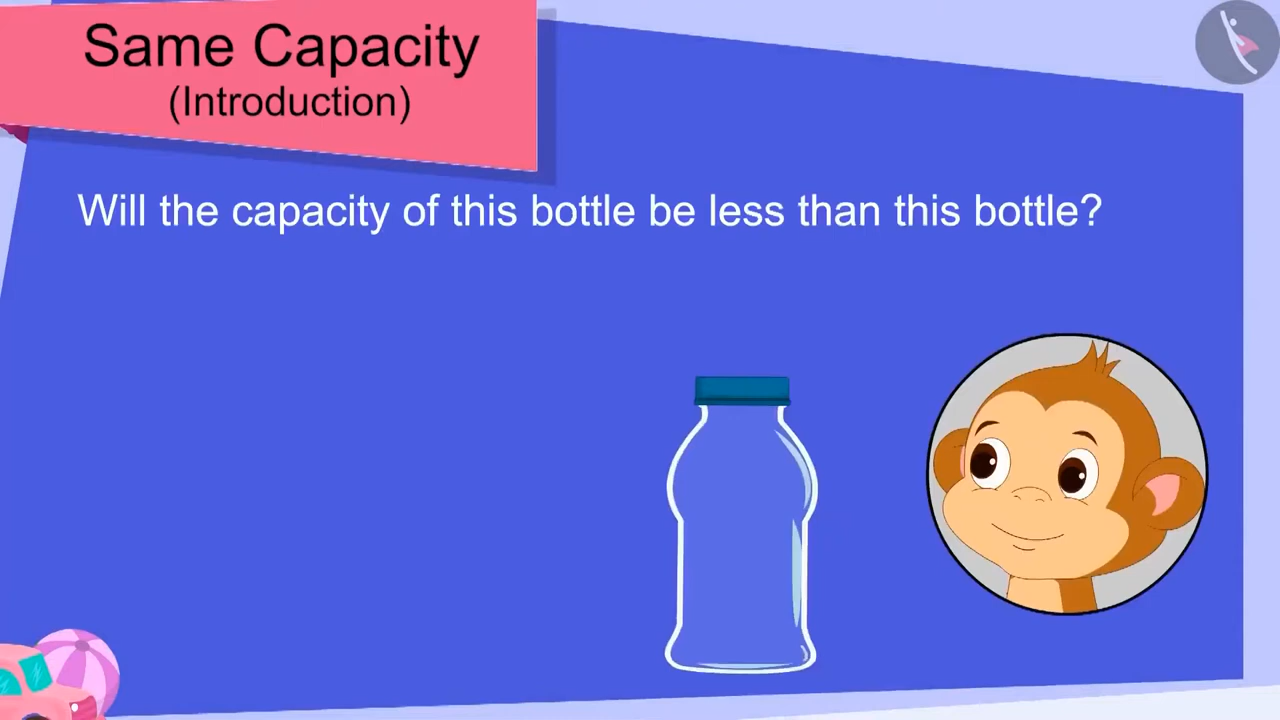 Same Capacity
(Introduction)
Will the capacity of this bottle be less than this bottle?